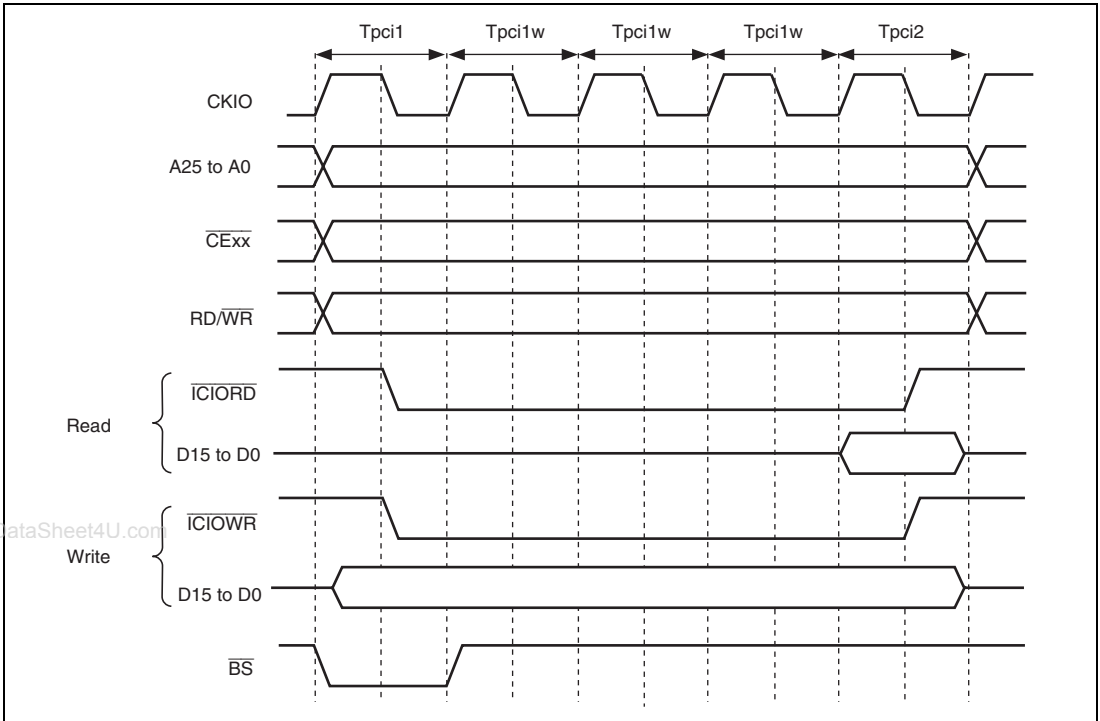 Tpci1 Tpci1w Tpci1w Tpci1w Tpci2
CKIO
A25 to A0
CExx
RD/WR
ICIORD
Read
D15 to D0
ICIOWR
DataSheet4U.com
Write
D15 to D0
BS